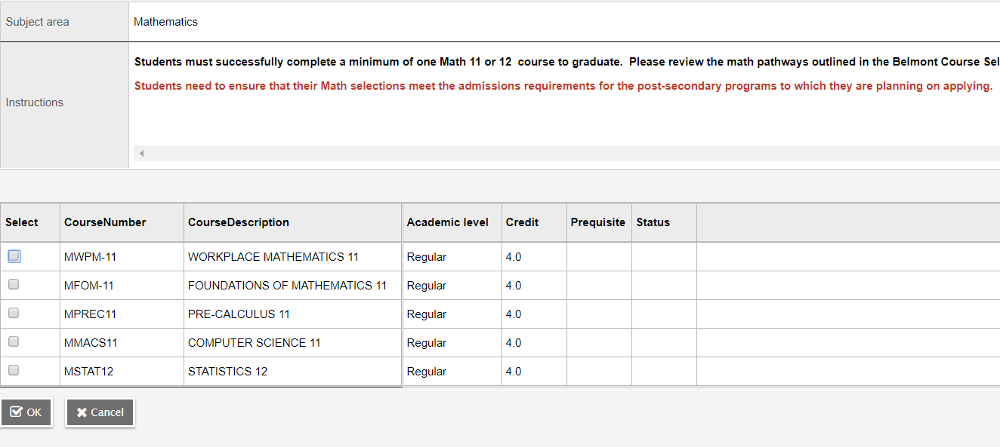 Subject area Mathematics
Students must successfully complete a minimum of one Math 11 or 12  course to graduate.  Please review the math pathways outlined in the Belmont Course Sel
Students need to ensure that their Math selections meet the admissions requirements for the post-secondary programs to which they are planning on applying.
Instructions
Select CourseNumber CourseDescription Academic level Credit Prequisite Status
MWPM-11 WORKPLACE MATHEMATICS 11 Regular 4.0
MFOM-11 FOUNDATIONS OF MATHEMATICS 11 Regular 4.0
MPREC11 PRE-CALCULUS 11 Regular 4.0
MMACS11 COMPUTER SCIENCE 11 Regular 4.0
MSTAT12 STATISTICS 12 Regular 4.0
OK Cancel